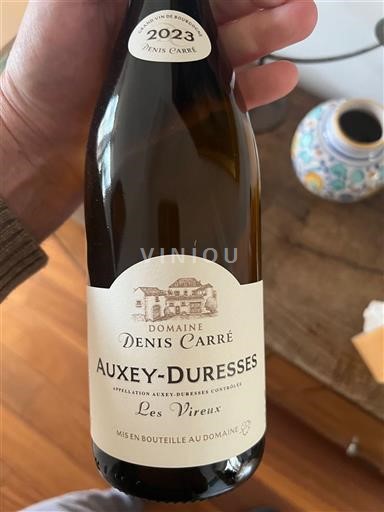 GRAND VIN DE BOURGOGNE
2023
DENIS CARRÉ
VINIOU
DOMAINE
DENIS CARRÉ
AUXEY-DURESSES
APPELLATION AUXEY-DURESSES CONTRÔLÉE
Les Vireux
MIS EN BOUTEILLE AU DOMAINE